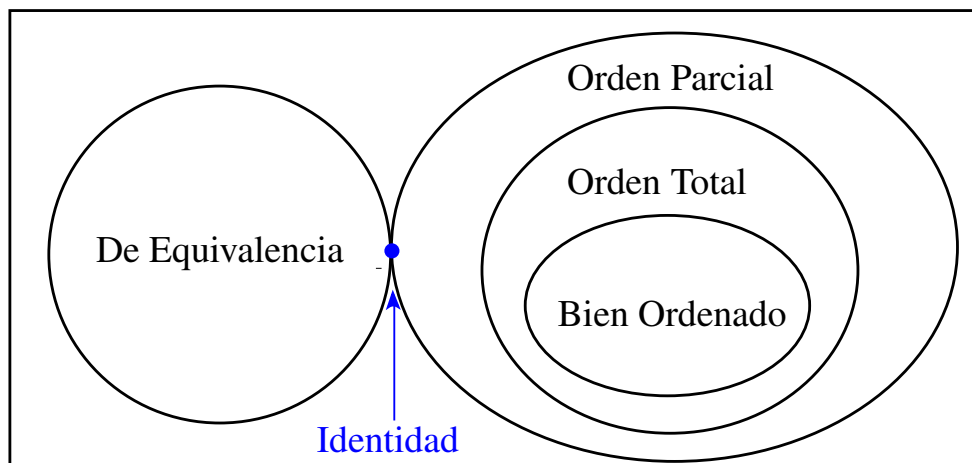 Orden Parcial
Orden Total
De Equivalencia
Bien Ordenado
Identidad